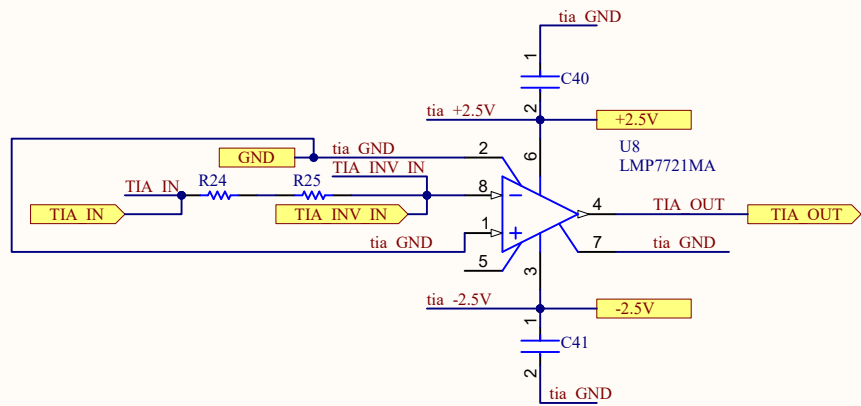 tia_GND
1
C40
2
tia_+2.5V
+2.5V
U8
LMP7721MA
tia_GND
2
GND
6
TIA_INV_IN
TIA_IN
R24
R25
8
4
TIA_OUT
TIA_IN
TIA_INV_IN
TIA_OUT
1
tia_GND
7
tia_GND
5
3
tia_-2.5V
-2.5V
1
C41
2
tia_GND